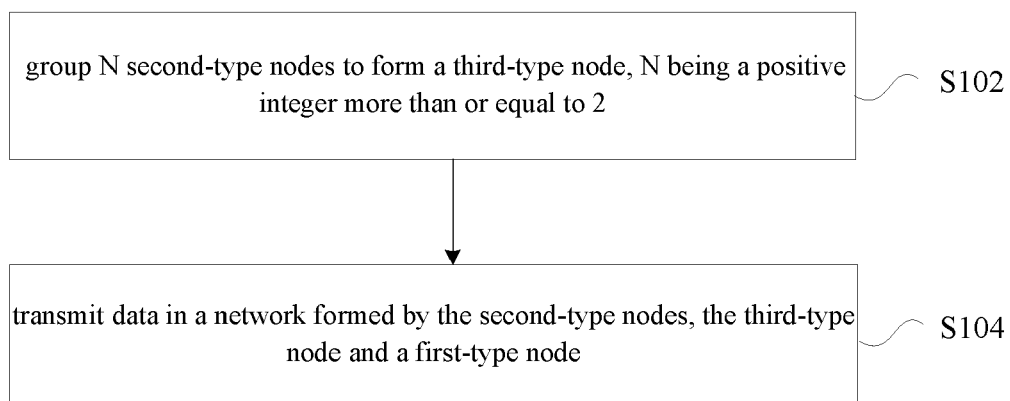 group N second-type nodes to form a third-type node, N being a positive
integer more than or equal to 2
S102
transmit data in a network formed by the second-type nodes, the third-type
node and a first-type node
S104